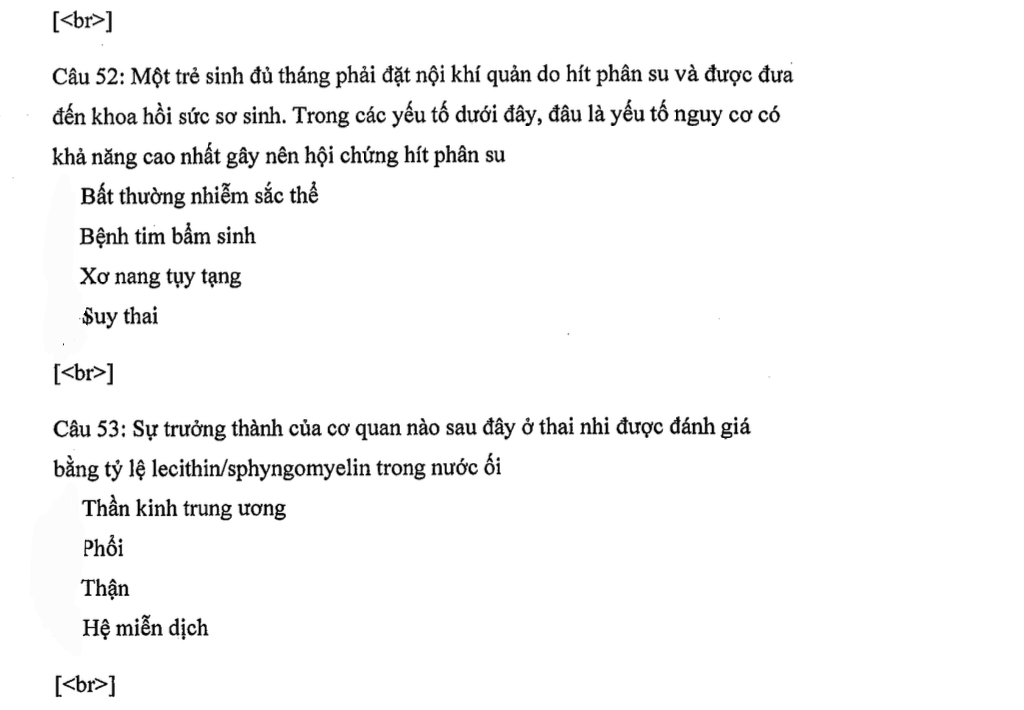 [<br>]
Câu 52: Một trẻ sinh đủ tháng phải đặt nội khí quản do hít phân su và được đưa
đến khoa hồi sức sơ sinh. Trong các yếu tố dưới đây, đâu là yếu tố nguy cơ có
khả năng cao nhất gây nên hội chứng hít phân su
Bất thường nhiễm sắc thể
Bệnh tim bẩm sinh
Xơ nang tụy tạng
Suy thai
[<br>]
Câu 53: Sự trưởng thành của cơ quan nào sau đây ở thai nhi được đánh giá
bằng tỷ lệ lecithin/sphyngomyelin trong nước ối
Thần kinh trung ương
Phổi
Thận
Hệ miễn dịch
[<br>]